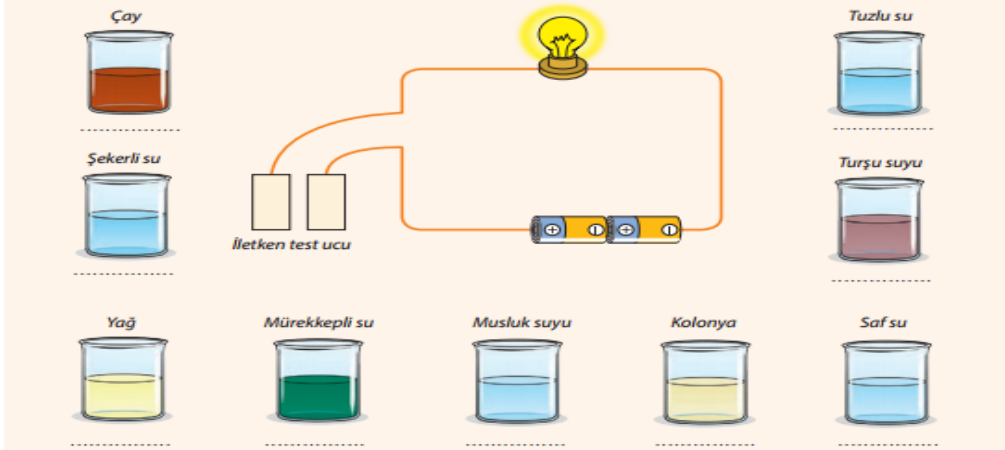 Çay
Tuzlu su
Şekerli su
Turşu suyu
İletken test ucu
Yağ
Mürekkepli su
Musluk suyu
Kolonya
Saf su